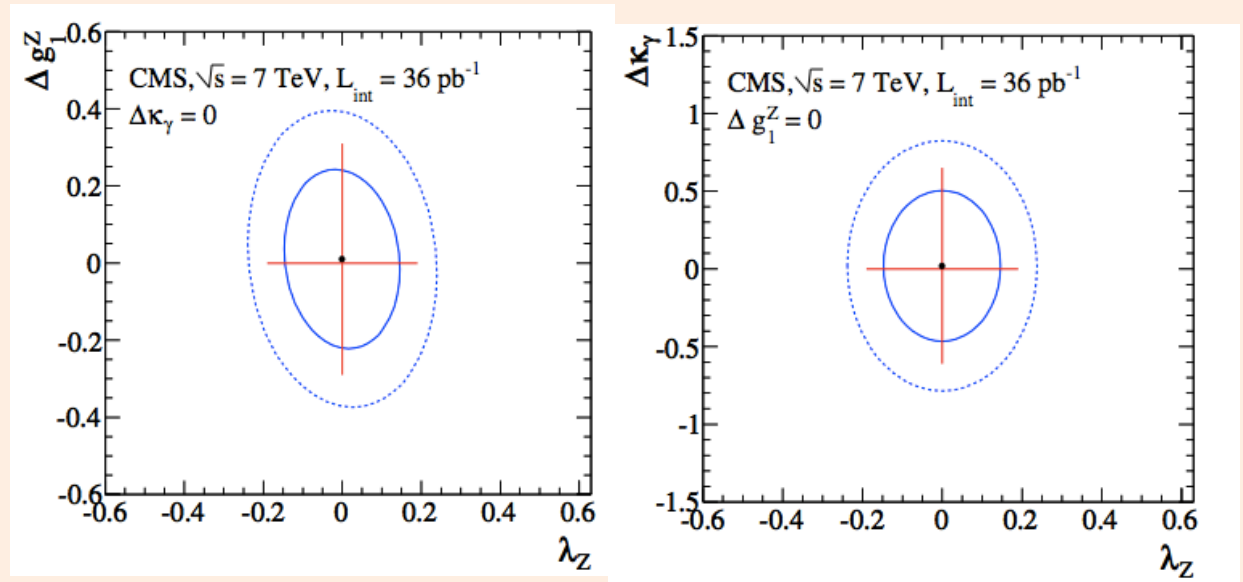 Δ g₁ᶻ
0.6
CMS,√s = 7 TeV, L_int = 36 pb⁻¹
Δκ_γ = 0
0.4
0.2
0
-0.2
-0.4
-0.6
-0.6 -0.4 -0.2 0 0.2 0.4 0.6
λ_Z
Δκ_γ
1.5
CMS,√s = 7 TeV, L_int = 36 pb⁻¹
Δ g₁ᶻ = 0
1
0.5
0
-0.5
-1
-1.5
-0.6 -0.4 -0.2 0 0.2 0.4 0.6
λ_Z